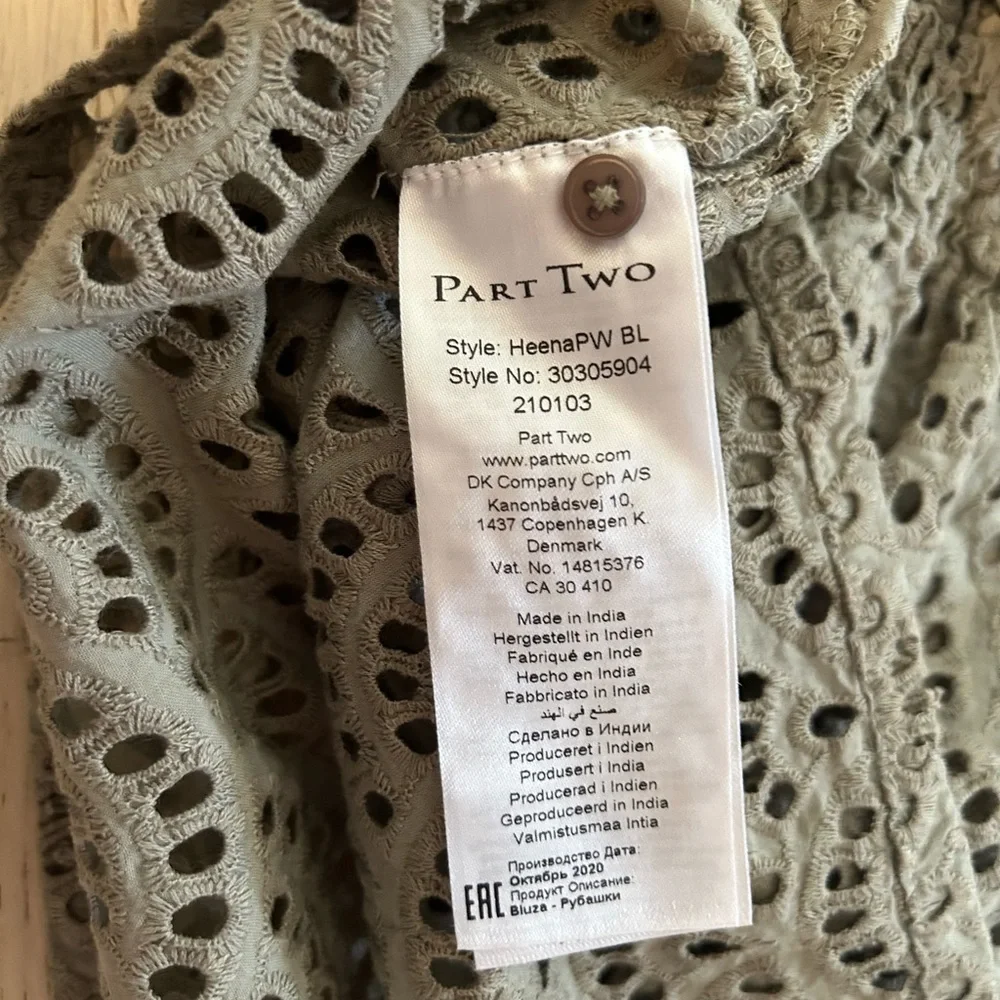 PART TWO
Style: HeenaPW BL
Style No: 30305904
210103
Part Two
www.parttwo.com
DK Company Cph A/S
Kanonbådsvej 10,
1437 Copenhagen K.
Denmark
Vat. No. 14815376
CA 30 410
Made in India
Hergestellt in Indien
Fabriqué en Inde
Hecho en India
Fabbricato in India
صنع في الهند
Сделано в Индии
Produceret i Indien
Produsert i India
Producerad i Indien
Geproduceerd in India
Valmistusmaa Intia
Производство Дата:
Октябрь 2020
EAC Продукт Описание:
Bluza - Рубашки